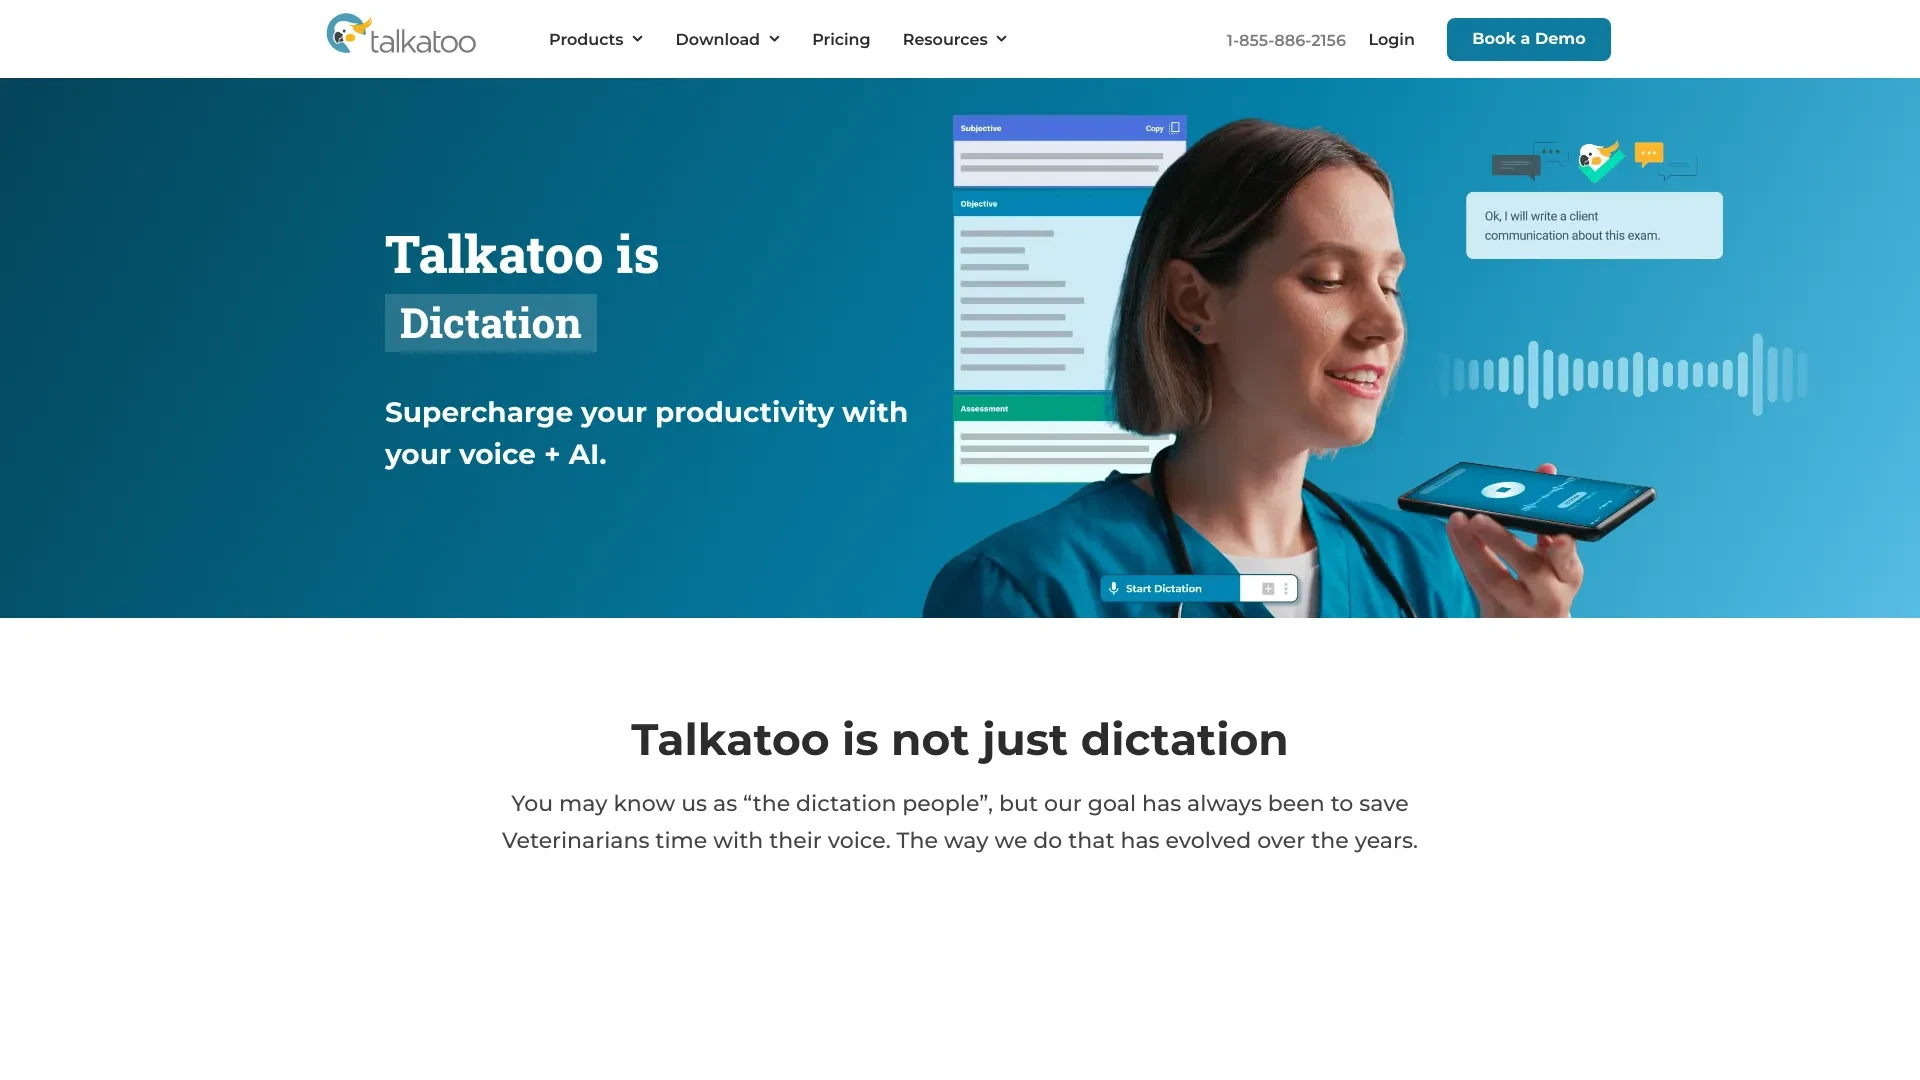 talkatoo
Products
Download
Pricing
Resources
1-855-886-2156
Login
Book a Demo
Subjective
Copy
Objective
Assessment
Ok, I will write a client
communication about this exam.
Talkatoo is
Dictation
Supercharge your productivity with
your voice + AI.
Start Dictation
Talkatoo is not just dictation
You may know us as “the dictation people”, but our goal has always been to save
Veterinarians time with their voice. The way we do that has evolved over the years.